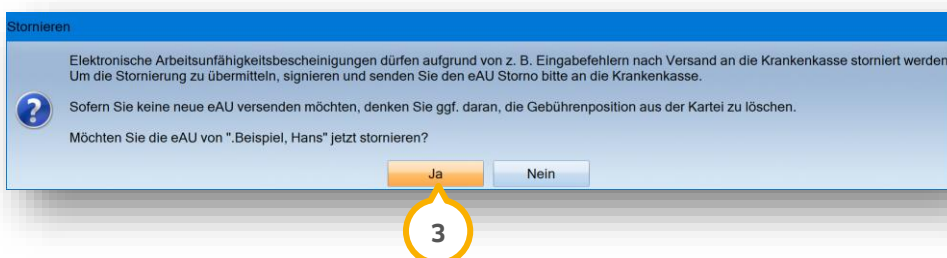 Stornieren
Elektronische Arbeitsunfähigkeitsbescheinigungen dürfen aufgrund von z. B. Eingabefehlern nach Versand an die Krankenkasse storniert werden
Um die Stornierung zu übermitteln, signieren und senden Sie den eAU Storno bitte an die Krankenkasse.
Sofern Sie keine neue eAU versenden möchten, denken Sie ggf. daran, die Gebührenposition aus der Kartei zu löschen.
Möchten Sie die eAU von ".Beispiel, Hans" jetzt stornieren?
Ja Nein
3